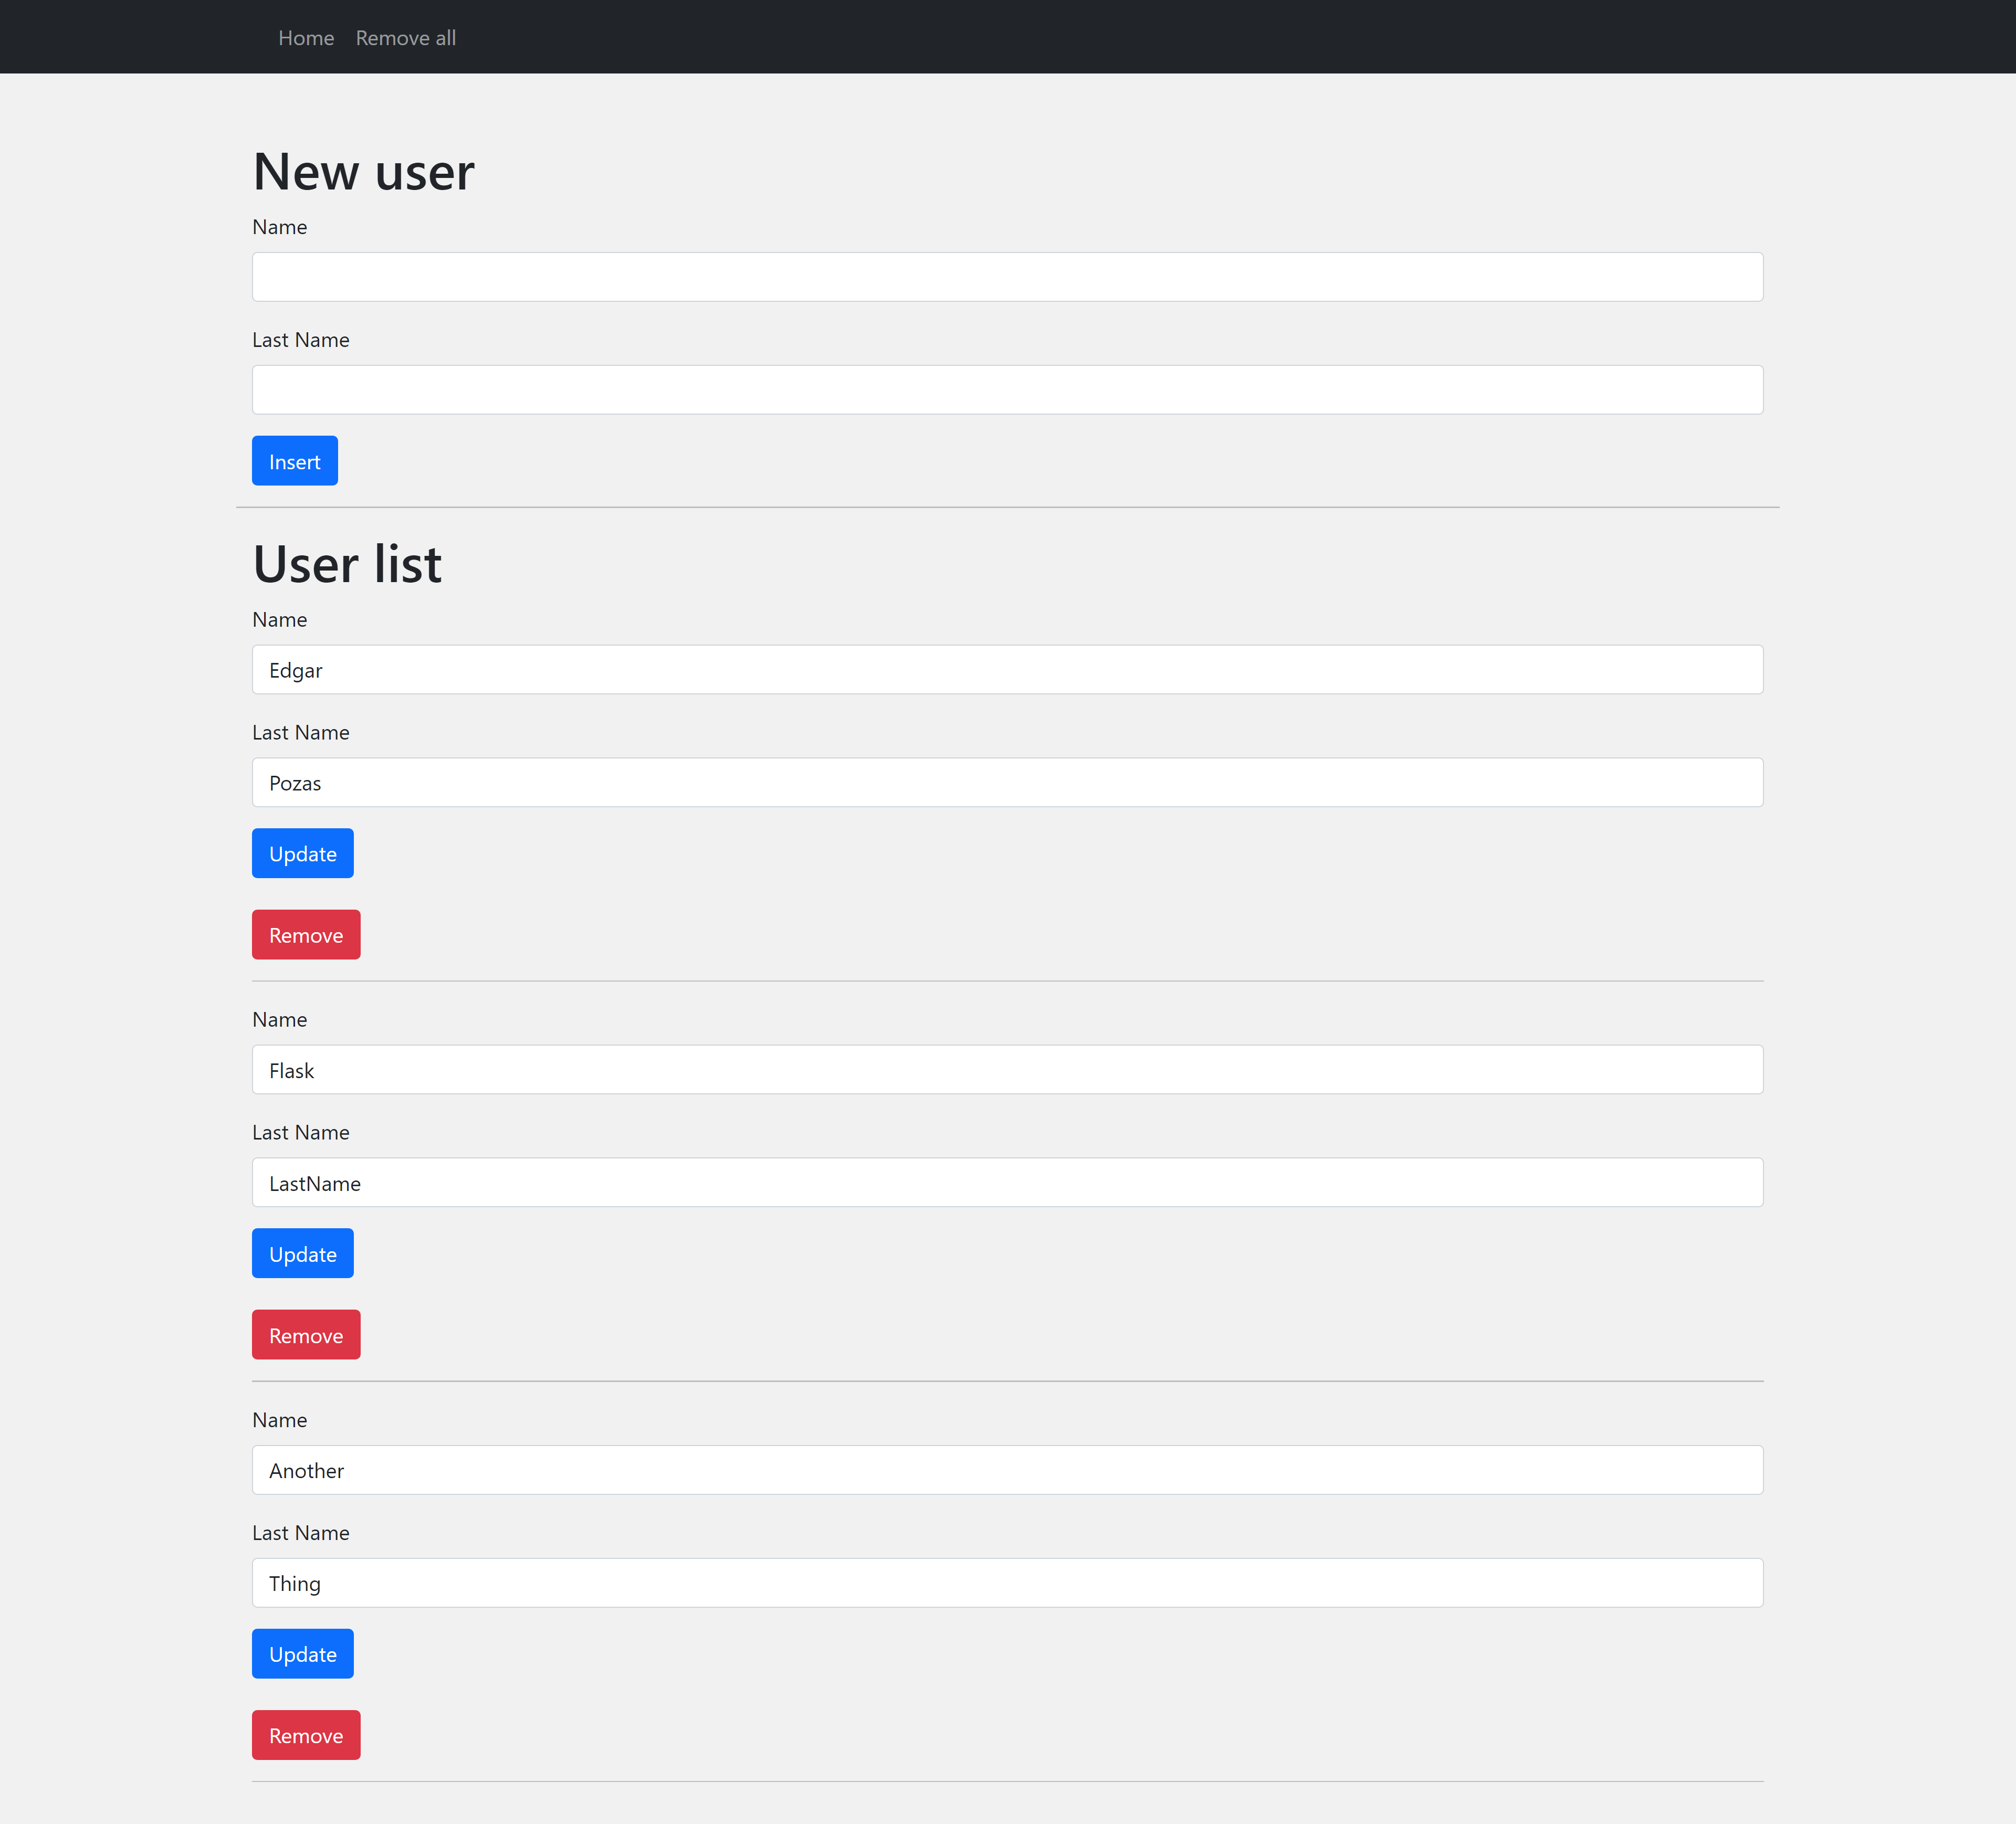 Home Remove all
New user
Name
Last Name
Insert
User list
Name
Edgar
Last Name
Pozas
Update
Remove
Name
Flask
Last Name
LastName
Update
Remove
Name
Another
Last Name
Thing
Update
Remove